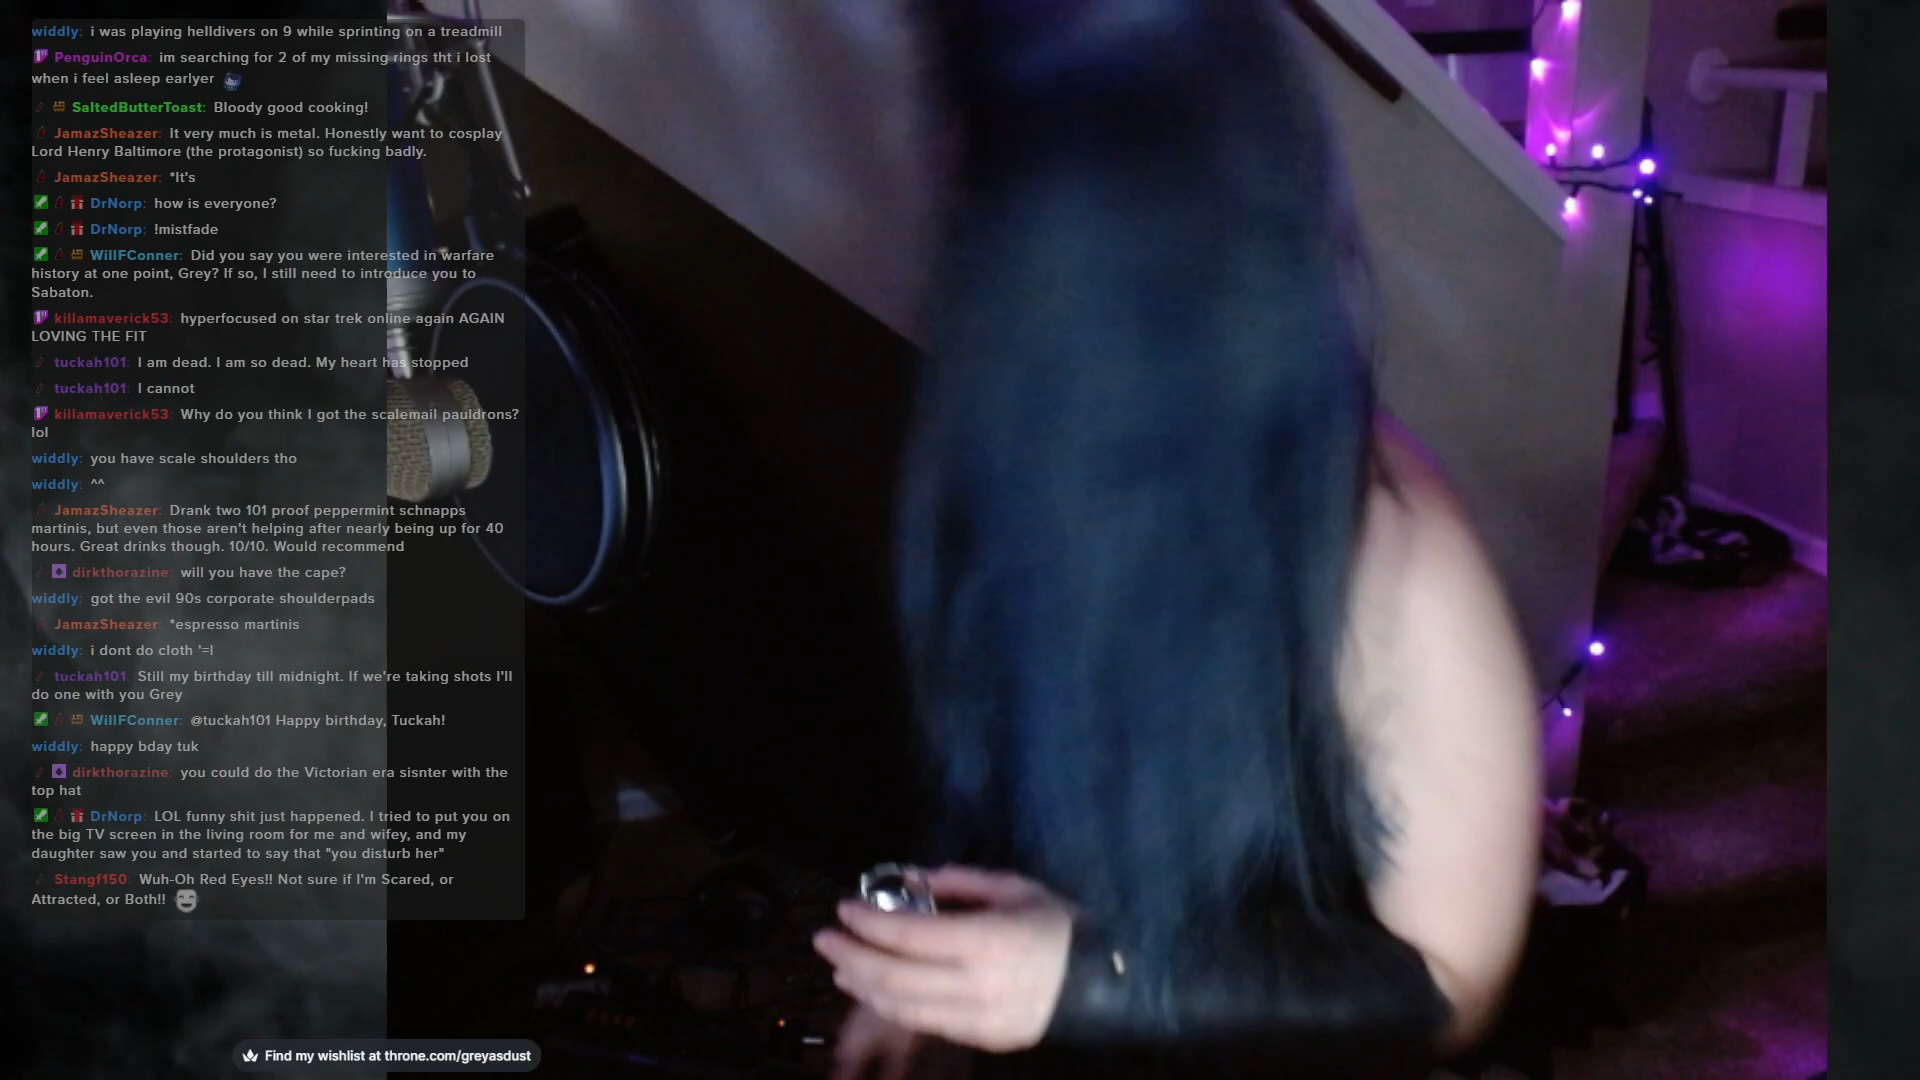 widdly: i was playing helldivers on 9 while sprinting on a treadmill
PenguinOrca: im searching for 2 of my missing rings tht i lost
when i feel asleep earlyer
SaltedButterToast: Bloody good cooking!
JamazSheazer: It very much is metal. Honestly want to cosplay
Lord Henry Baltimore (the protagonist) so fucking badly.
JamazSheazer: *It's
DrNorp: how is everyone?
DrNorp: !mistfade
WillFConner: Did you say you were interested in warfare
history at one point, Grey? If so, I still need to introduce you to
Sabaton.
killamaverick53: hyperfocused on star trek online again AGAIN
LOVING THE FIT
tuckah101: I am dead. I am so dead. My heart has stopped
tuckah101: I cannot
killamaverick53: Why do you think I got the scalemail pauldrons?
lol
widdly: you have scale shoulders tho
widdly: ^^
JamazSheazer: Drank two 101 proof peppermint schnapps
martinis, but even those aren't helping after nearly being up for 40
hours. Great drinks though. 10/10. Would recommend
dirkthorazine: will you have the cape?
widdly: got the evil 90s corporate shoulderpads
JamazSheazer: *espresso martinis
widdly: i dont do cloth '=l
tuckah101: Still my birthday till midnight. If we're taking shots I'll
do one with you Grey
WillFConner: @tuckah101 Happy birthday, Tuckah!
widdly: happy bday tuk
dirkthorazine: you could do the Victorian era sisnter with the
top hat
DrNorp: LOL funny shit just happened. I tried to put you on
the big TV screen in the living room for me and wifey, and my
daughter saw you and started to say that "you disturb her"
Stangf150: Wuh-Oh Red Eyes!! Not sure if I'm Scared, or
Attracted, or Both!!
Find my wishlist at throne.com/greyasdust